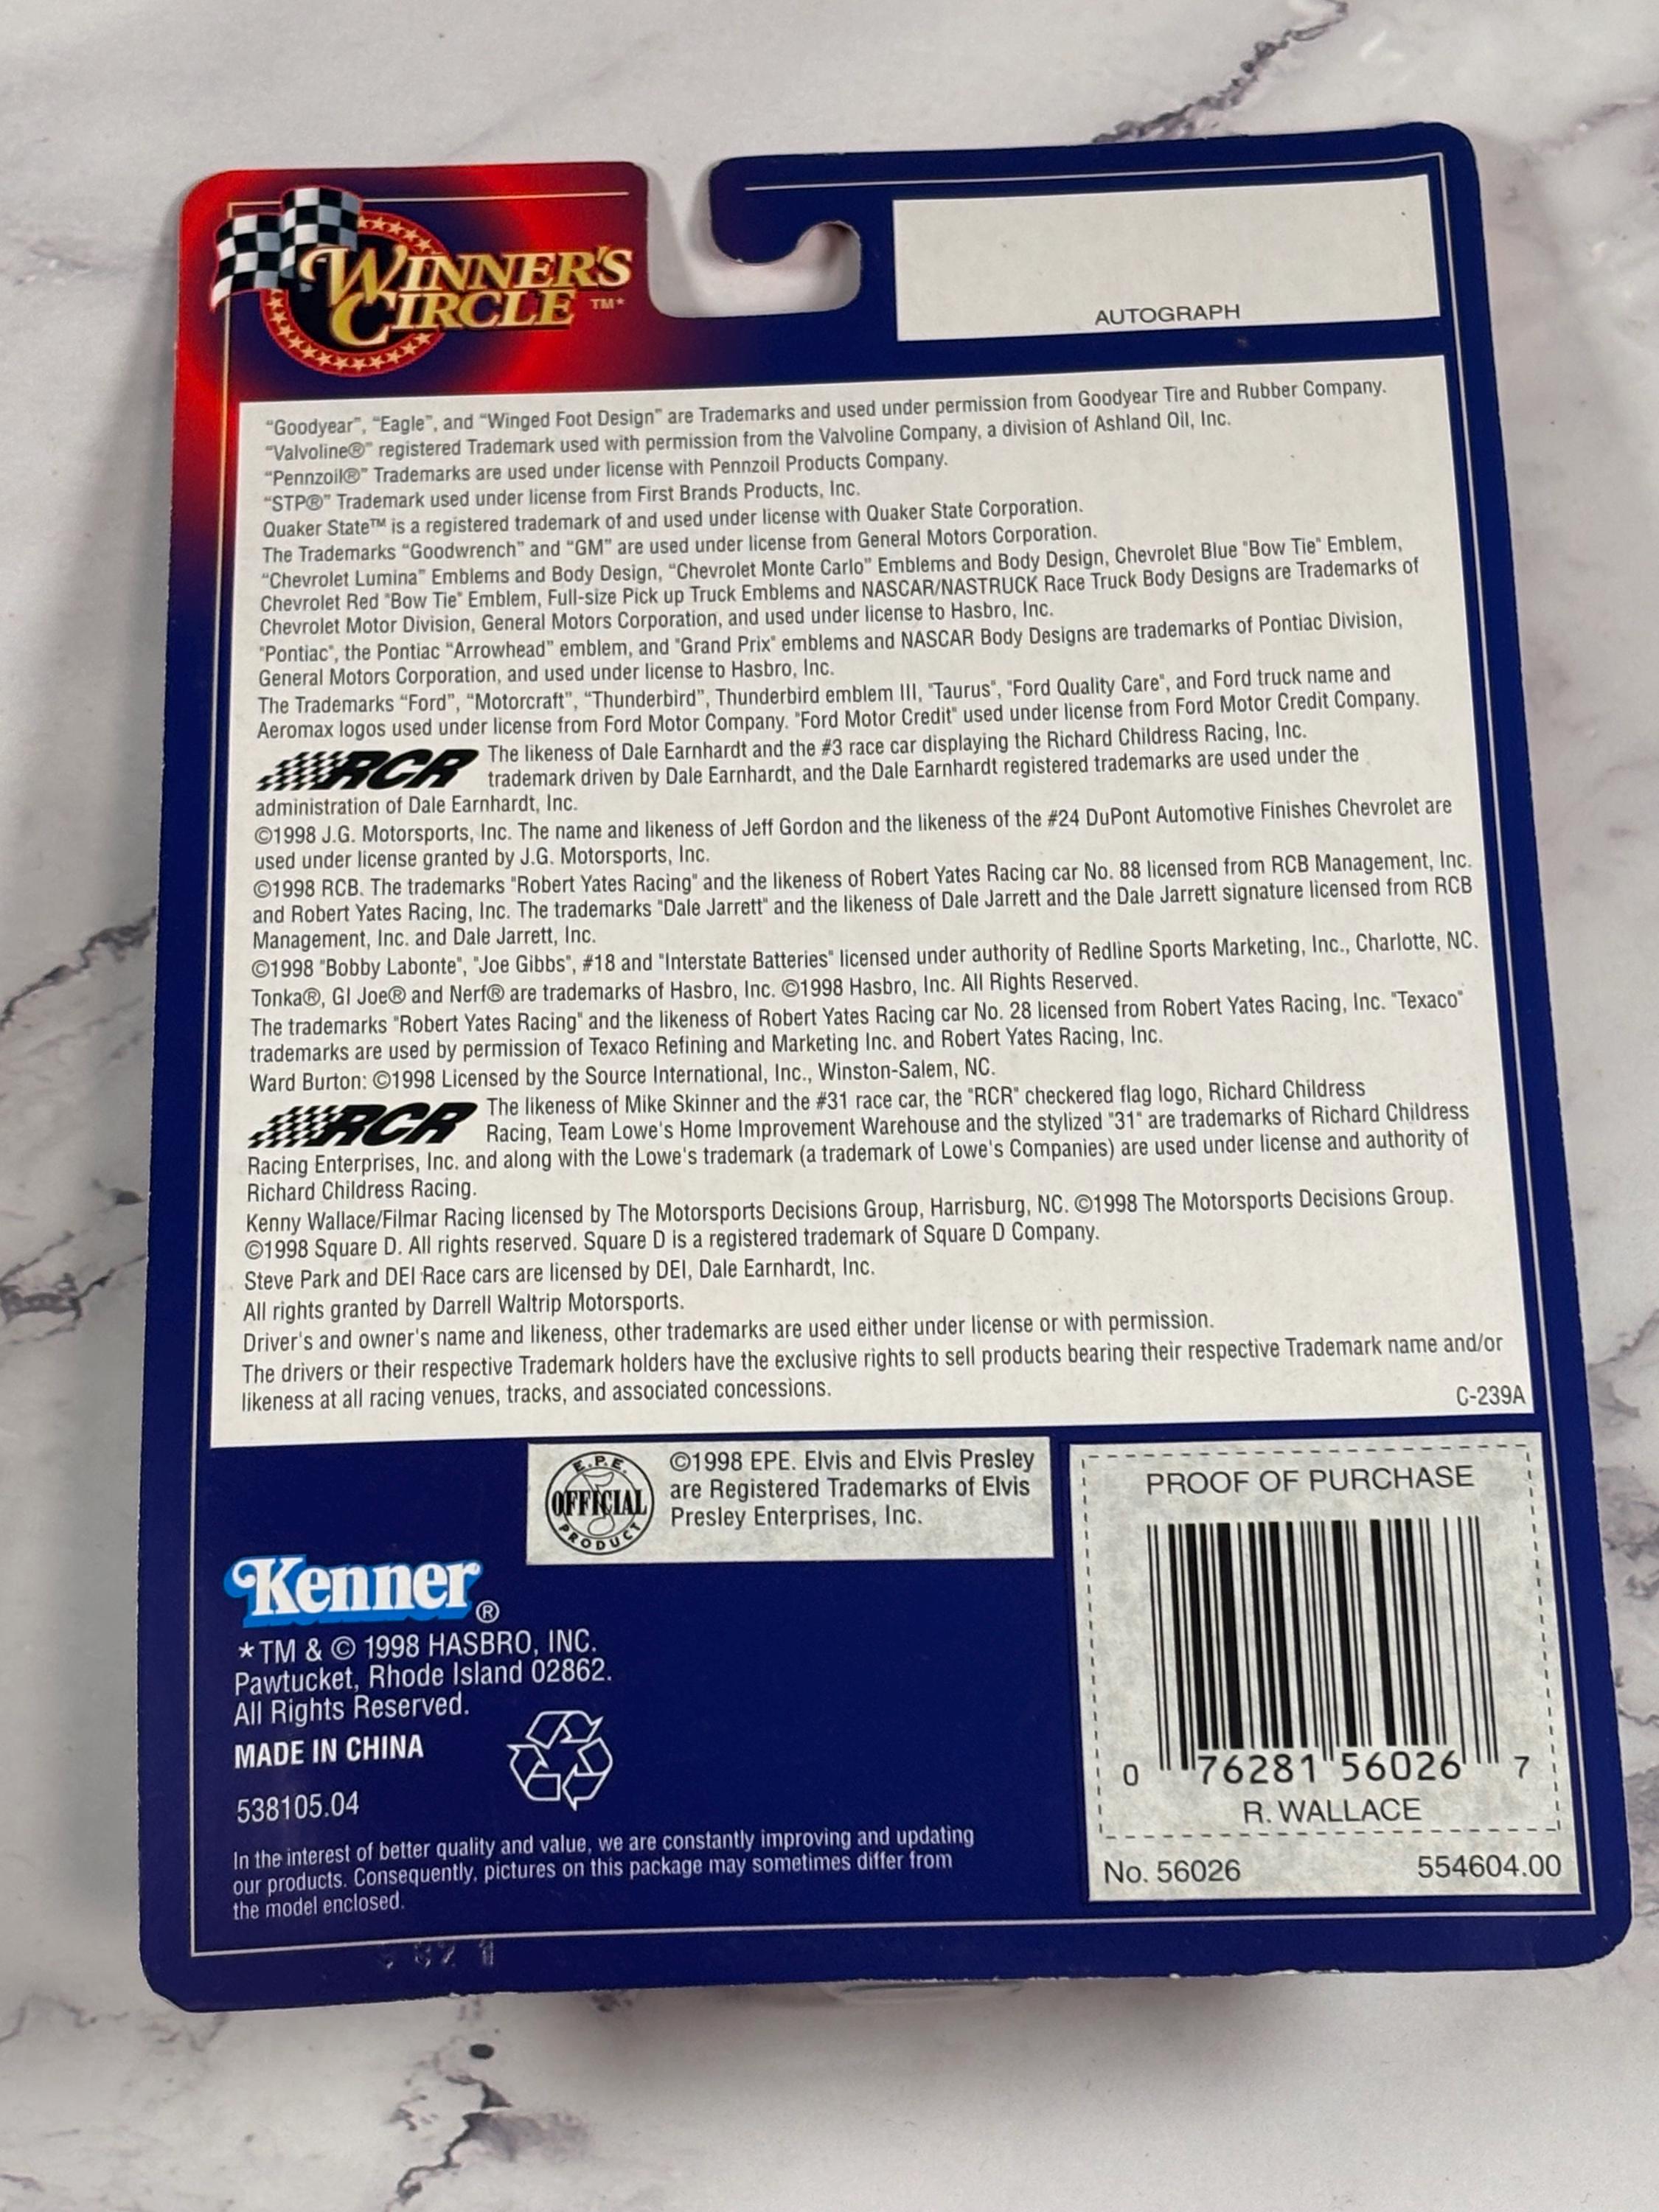 WINNER'S
CIRCLE ™*
AUTOGRAPH
“Goodyear”, “Eagle”, and “Winged Foot Design” are Trademarks and used under permission from Goodyear Tire and Rubber Company.
“Valvoline®” registered Trademark used with permission from the Valvoline Company, a division of Ashland Oil, Inc.
“Pennzoil®” Trademarks are used under license with Pennzoil Products Company.
“STP®” Trademark used under license from First Brands Products, Inc.
Quaker State™ is a registered trademark of and used under license with Quaker State Corporation.
The Trademarks “Goodwrench” and “GM” are used under license from General Motors Corporation.
“Chevrolet Lumina” Emblems and Body Design, “Chevrolet Monte Carlo” Emblems and Body Design, Chevrolet Blue "Bow Tie" Emblem,
Chevrolet Red "Bow Tie" Emblem, Full-size Pick up Truck Emblems and NASCAR/NASTRUCK Race Truck Body Designs are Trademarks of
Chevrolet Motor Division, General Motors Corporation, and used under license to Hasbro, Inc.
"Pontiac", the Pontiac “Arrowhead” emblem, and "Grand Prix" emblems and NASCAR Body Designs are trademarks of Pontiac Division,
General Motors Corporation, and used under license to Hasbro, Inc.
The Trademarks “Ford”, “Motorcraft”, “Thunderbird”, Thunderbird emblem III, "Taurus", "Ford Quality Care", and Ford truck name and
Aeromax logos used under license from Ford Motor Company. "Ford Motor Credit" used under license from Ford Motor Credit Company.
RCR The likeness of Dale Earnhardt and the #3 race car displaying the Richard Childress Racing, Inc.
trademark driven by Dale Earnhardt, and the Dale Earnhardt registered trademarks are used under the
administration of Dale Earnhardt, Inc.
©1998 J.G. Motorsports, Inc. The name and likeness of Jeff Gordon and the likeness of the #24 DuPont Automotive Finishes Chevrolet are
used under license granted by J.G. Motorsports, Inc.
©1998 RCB. The trademarks "Robert Yates Racing" and the likeness of Robert Yates Racing car No. 88 licensed from RCB Management, Inc.
and Robert Yates Racing, Inc. The trademarks "Dale Jarrett" and the likeness of Dale Jarrett and the Dale Jarrett signature licensed from RCB
Management, Inc. and Dale Jarrett, Inc.
©1998 "Bobby Labonte", "Joe Gibbs", #18 and "Interstate Batteries" licensed under authority of Redline Sports Marketing, Inc., Charlotte, NC.
Tonka®, GI Joe® and Nerf® are trademarks of Hasbro, Inc. ©1998 Hasbro, Inc. All Rights Reserved.
The trademarks "Robert Yates Racing" and the likeness of Robert Yates Racing car No. 28 licensed from Robert Yates Racing, Inc. "Texaco"
trademarks are used by permission of Texaco Refining and Marketing Inc. and Robert Yates Racing, Inc.
Ward Burton: ©1998 Licensed by the Source International, Inc., Winston-Salem, NC.
RCR The likeness of Mike Skinner and the #31 race car, the "RCR" checkered flag logo, Richard Childress
Racing, Team Lowe's Home Improvement Warehouse and the stylized "31" are trademarks of Richard Childress
Racing Enterprises, Inc. and along with the Lowe's trademark (a trademark of Lowe's Companies) are used under license and authority of
Richard Childress Racing.
Kenny Wallace/Filmar Racing licensed by The Motorsports Decisions Group, Harrisburg, NC. ©1998 The Motorsports Decisions Group.
©1998 Square D. All rights reserved. Square D is a registered trademark of Square D Company.
Steve Park and DEI Race cars are licensed by DEI, Dale Earnhardt, Inc.
All rights granted by Darrell Waltrip Motorsports.
Driver's and owner's name and likeness, other trademarks are used either under license or with permission.
The drivers or their respective Trademark holders have the exclusive rights to sell products bearing their respective Trademark name and/or
likeness at all racing venues, tracks, and associated concessions.
C-239A
E.P.E.
OFFICIAL
PRODUCT
©1998 EPE. Elvis and Elvis Presley
are Registered Trademarks of Elvis
Presley Enterprises, Inc.
Kenner®
*TM & © 1998 HASBRO, INC.
Pawtucket, Rhode Island 02862.
All Rights Reserved.
MADE IN CHINA
538105.04
In the interest of better quality and value, we are constantly improving and updating
our products. Consequently, pictures on this package may sometimes differ from
the model enclosed.
PROOF OF PURCHASE
0 76281 56026 7
R. WALLACE
No. 56026 554604.00